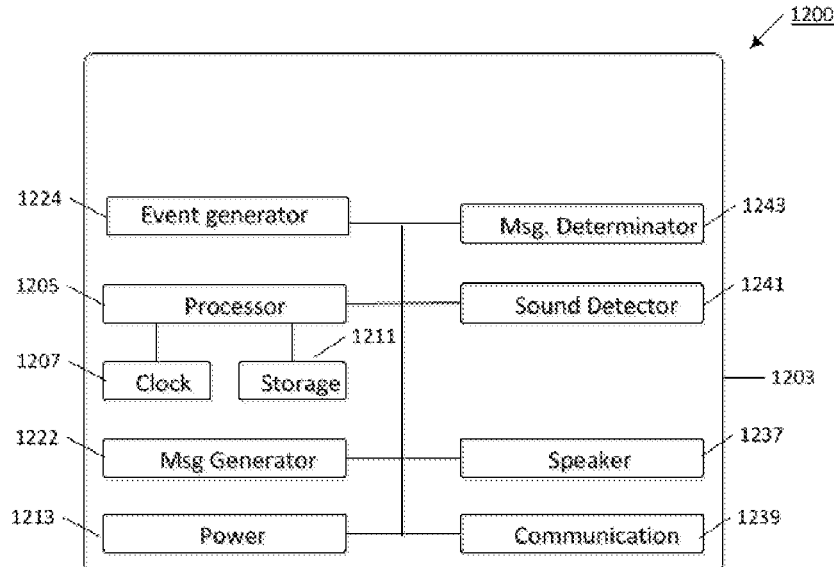 1200
1224 Event generator Msg. Determinator 1243
1205 Processor Sound Detector 1241
1211
1207 Clock Storage 1203
1222 Msg Generator Speaker 1237
1213 Power Communication 1239